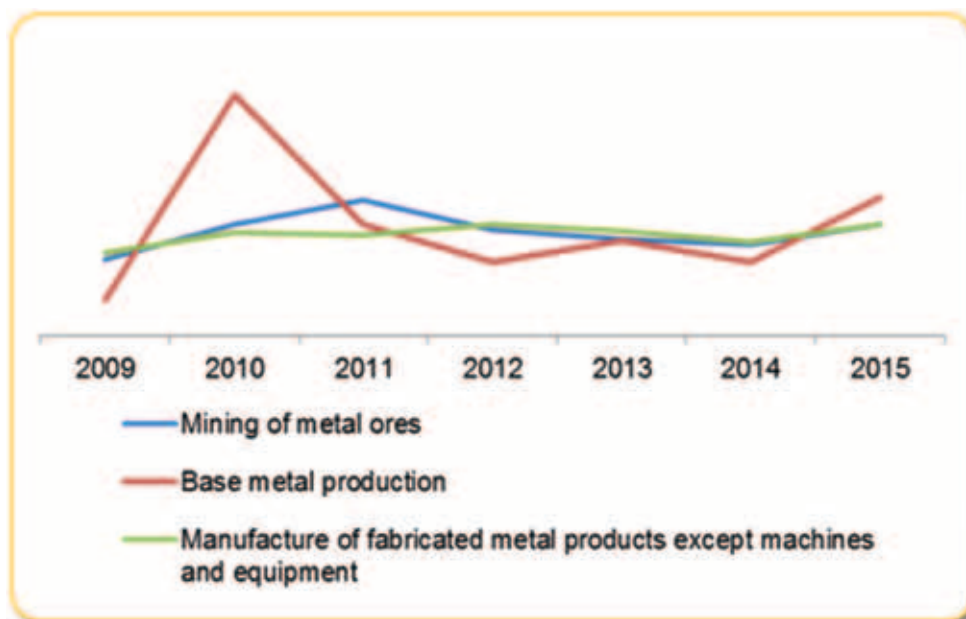 2009 2010 2011 2012 2013 2014 2015
Mining of metal ores
Base metal production
Manufacture of fabricated metal products except machines
and equipment